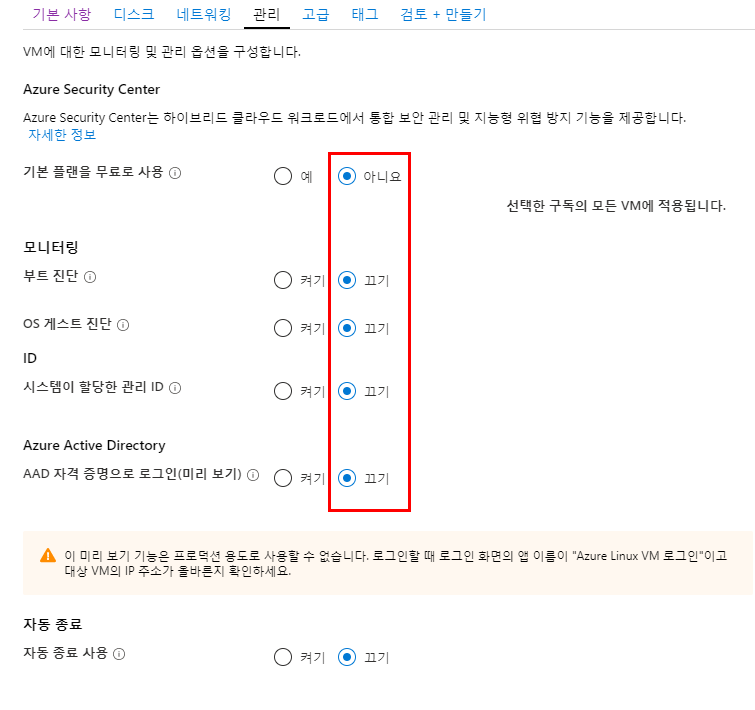 기본 사항 디스크 네트워킹 관리 고급 태그 검토 + 만들기
VM에 대한 모니터링 및 관리 옵션을 구성합니다.
Azure Security Center
Azure Security Center는 하이브리드 클라우드 워크로드에서 통합 보안 관리 및 지능형 위협 방지 기능을 제공합니다.
자세한 정보
기본 플랜을 무료로 사용 예 아니요
선택한 구독의 모든 VM에 적용됩니다.
모니터링
부트 진단 켜기 끄기
OS 게스트 진단 켜기 끄기
ID
시스템이 할당한 관리 ID 켜기 끄기
Azure Active Directory
AAD 자격 증명으로 로그인(미리 보기) 켜기 끄기
이 미리 보기 기능은 프로덕션 용도로 사용할 수 없습니다. 로그인할 때 로그인 화면의 앱 이름이 "Azure Linux VM 로그인"이고
대상 VM의 IP 주소가 올바른지 확인하세요.
자동 종료
자동 종료 사용 켜기 끄기